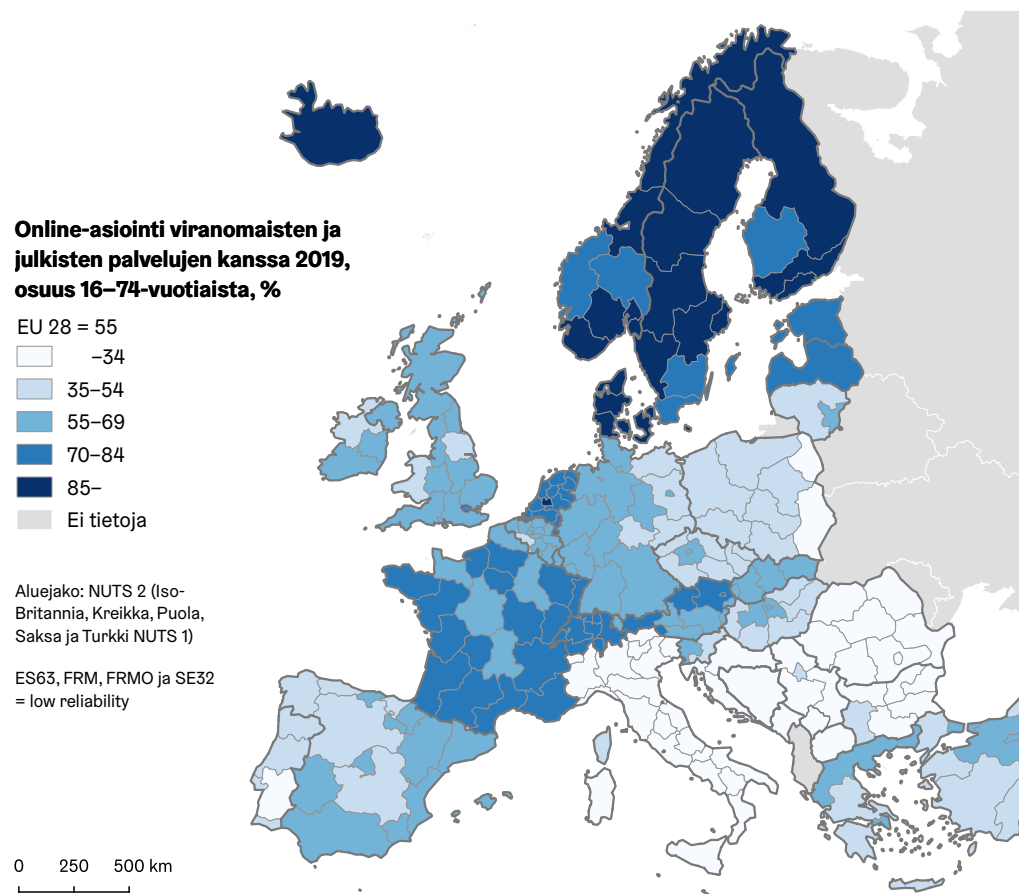 Online-asiointi viranomaisten ja
julkisten palvelujen kanssa 2019,
osuus 16–74-vuotiaista, %
EU 28 = 55
–34
35–54
55–69
70–84
85–
Ei tietoja
Aluejako: NUTS 2 (Iso-
Britannia, Kreikka, Puola,
Saksa ja Turkki NUTS 1)
ES63, FRM, FRMO ja SE32
= low reliability
0 250 500 km